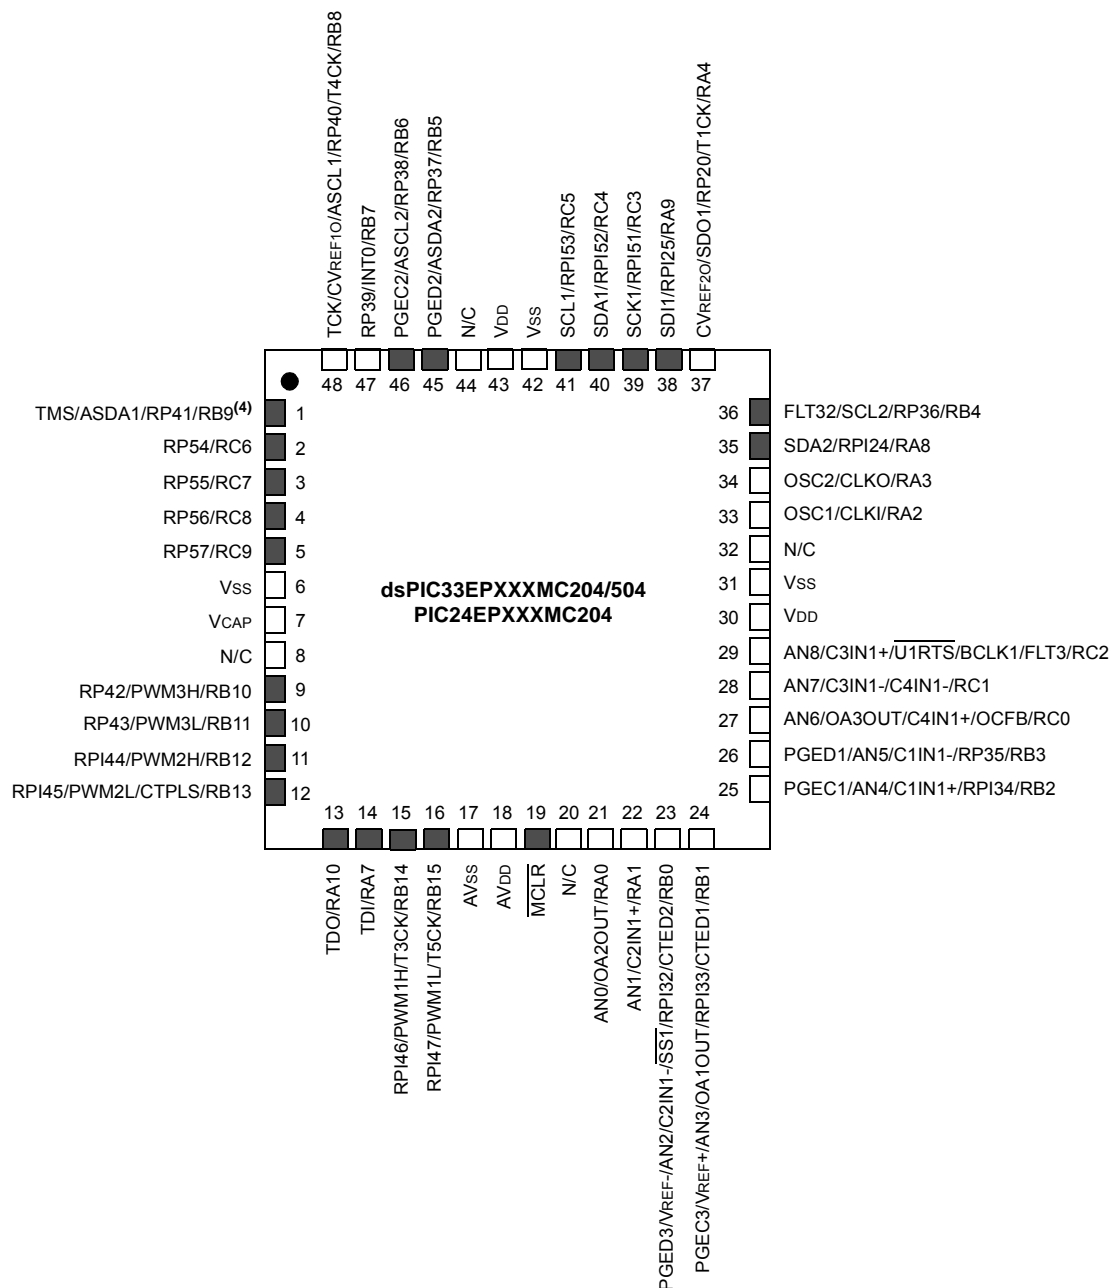 TCK/CVREF1O/ASCL1/RP40/T4CK/RB8
RP39/INT0/RB7
PGEC2/ASCL2/RP38/RB6
PGED2/ASDA2/RP37/RB5
N/C
VDD
VSS
SCL1/RPI53/RC5
SDA1/RPI52/RC4
SCK1/RPI51/RC3
SDI1/RPI25/RA9
CVREF2O/SDO1/RP20/T1CK/RA4
48 47 46 45 44 43 42 41 40 39 38 37
TMS/ASDA1/RP41/RB9(4) 1
RP54/RC6 2
RP55/RC7 3
RP56/RC8 4
RP57/RC9 5
VSS 6
VCAP 7
N/C 8
RP42/PWM3H/RB10 9
RP43/PWM3L/RB11 10
RPI44/PWM2H/RB12 11
RPI45/PWM2L/CTPLS/RB13 12
dsPIC33EPXXXMC204/504
PIC24EPXXXMC204
36 FLT32/SCL2/RP36/RB4
35 SDA2/RPI24/RA8
34 OSC2/CLKO/RA3
33 OSC1/CLKI/RA2
32 N/C
31 VSS
30 VDD
29 AN8/C3IN1+/U1RTS/BCLK1/FLT3/RC2
28 AN7/C3IN1-/C4IN1-/RC1
27 AN6/OA3OUT/C4IN1+/OCFB/RC0
26 PGED1/AN5/C1IN1-/RP35/RB3
25 PGEC1/AN4/C1IN1+/RPI34/RB2
13 14 15 16 17 18 19 20 21 22 23 24
TDO/RA10
TDI/RA7
RPI46/PWM1H/T3CK/RB14
RPI47/PWM1L/T5CK/RB15
AVSS
AVDD
MCLR
N/C
AN0/OA2OUT/RA0
AN1/C2IN1+/RA1
PGED3/VREF-/AN2/C2IN1-/SS1/RPI32/CTED2/RB0
PGEC3/VREF+/AN3/OA1OUT/RPI33/CTED1/RB1